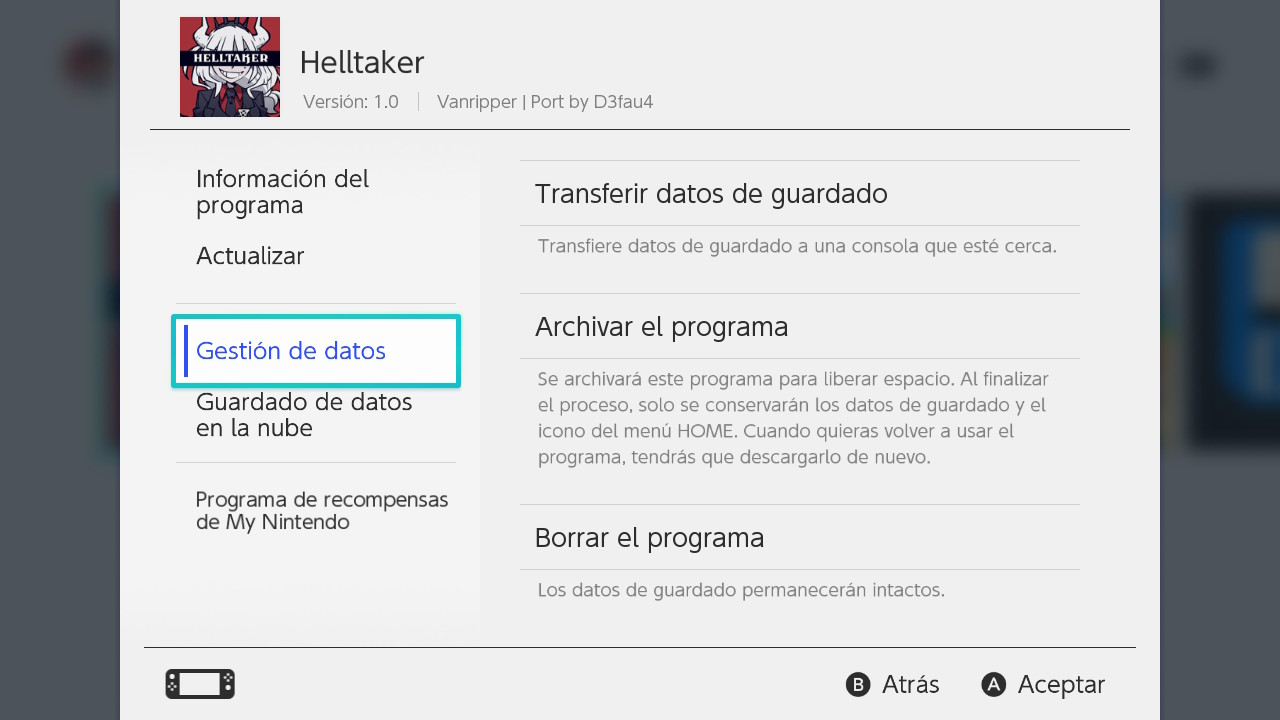 HELLTAKER
Helltaker
Versión: 1.0 Vanripper | Port by D3fau4
Información del
programa
Actualizar
Gestión de datos
Guardado de datos
en la nube
Programa de recompensas
de My Nintendo
Transferir datos de guardado
Transfiere datos de guardado a una consola que esté cerca.
Archivar el programa
Se archivará este programa para liberar espacio. Al finalizar
el proceso, solo se conservarán los datos de guardado y el
icono del menú HOME. Cuando quieras volver a usar el
programa, tendrás que descargarlo de nuevo.
Borrar el programa
Los datos de guardado permanecerán intactos.
B Atrás A Aceptar